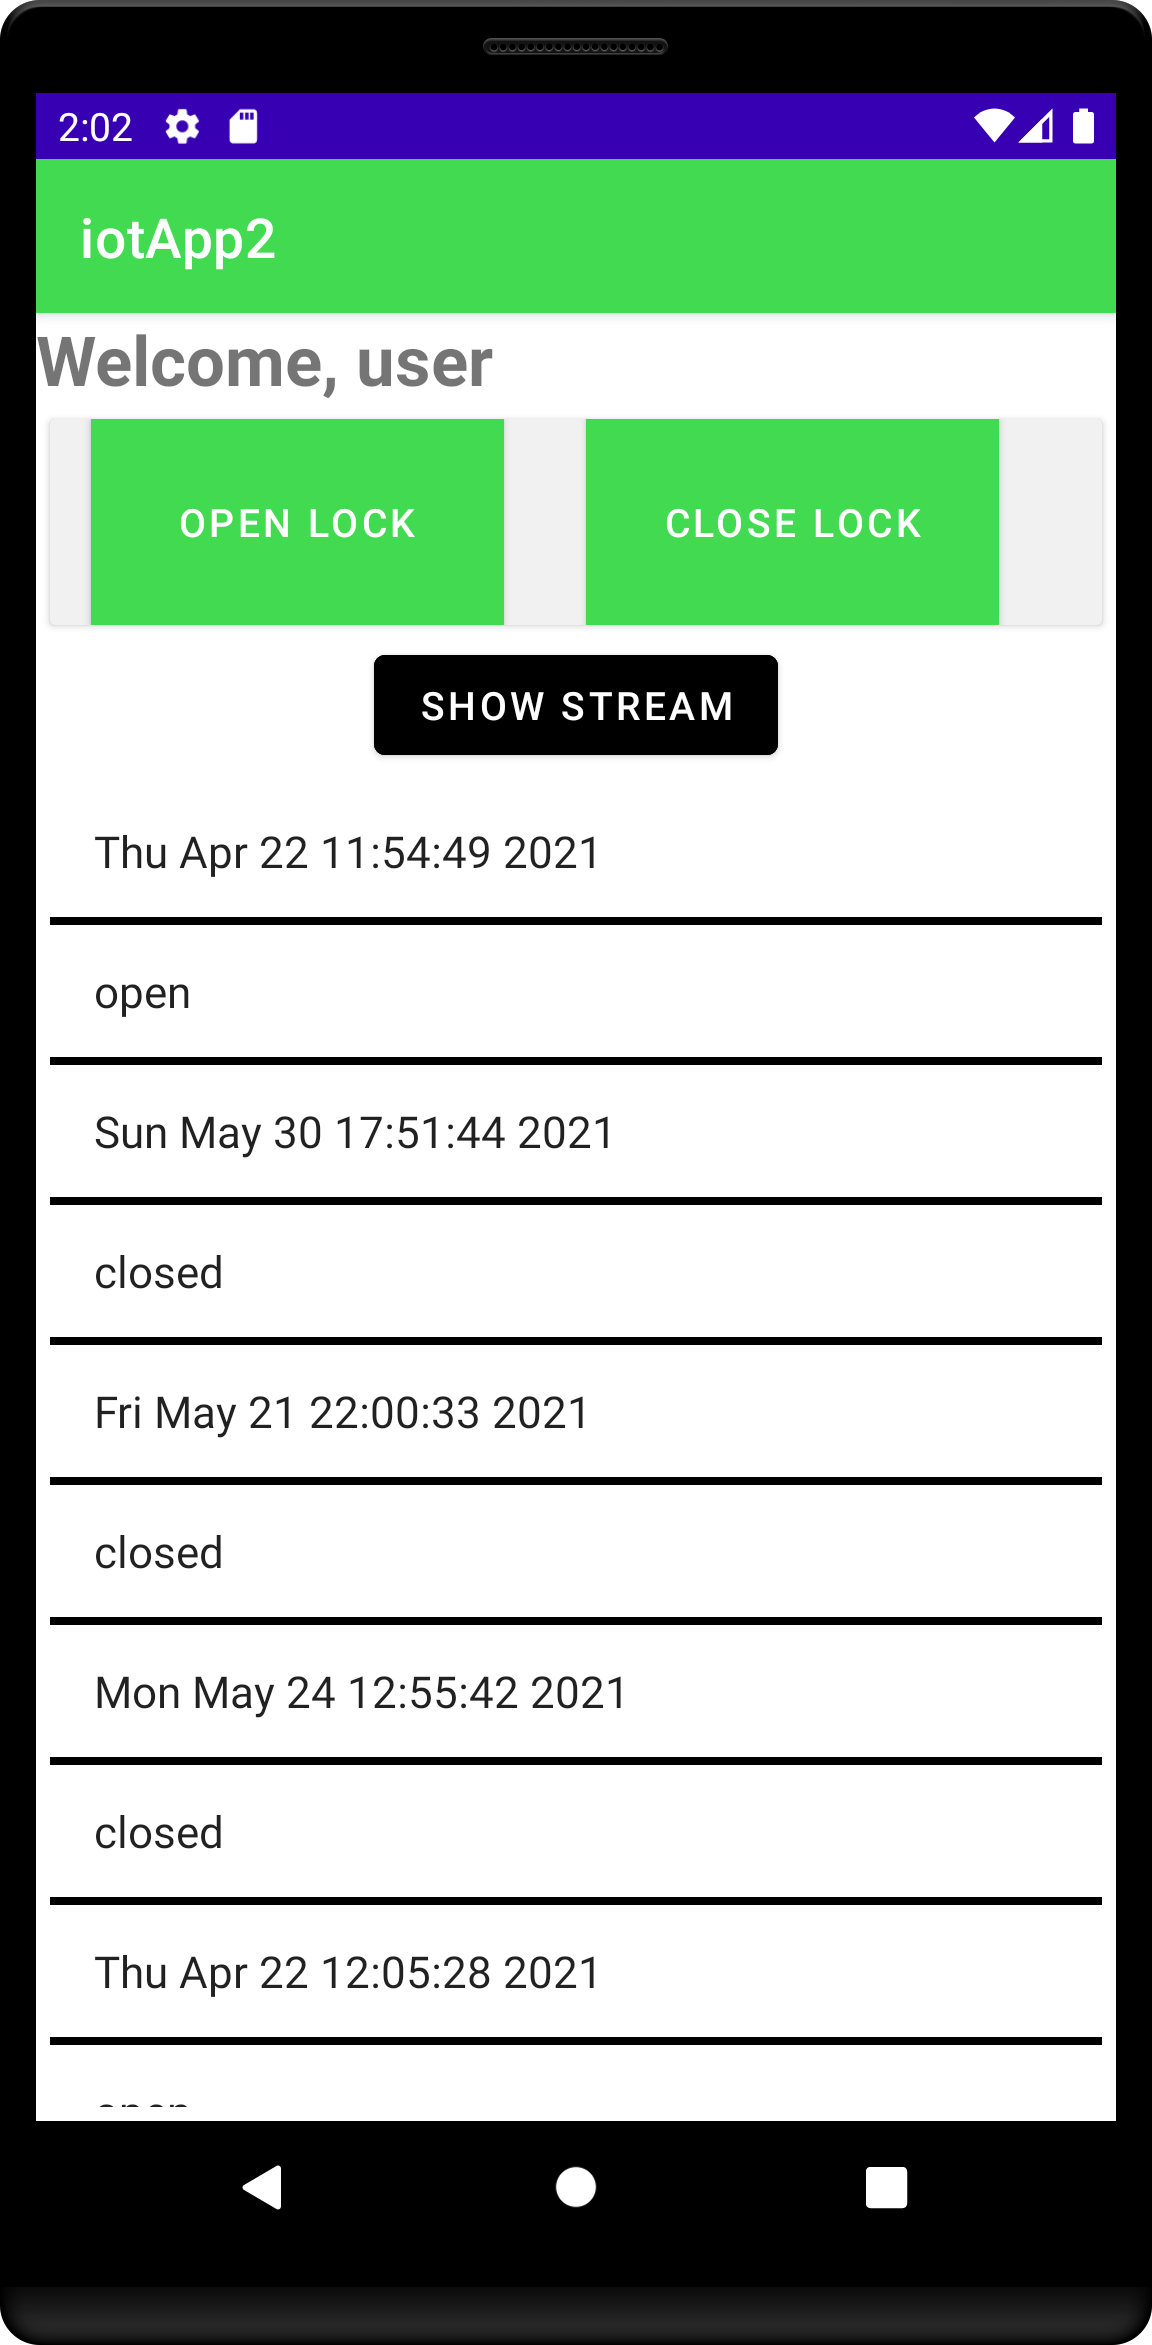 2:02
iotApp2
Welcome, user
OPEN LOCK
CLOSE LOCK
SHOW STREAM
Thu Apr 22 11:54:49 2021
open
Sun May 30 17:51:44 2021
closed
Fri May 21 22:00:33 2021
closed
Mon May 24 12:55:42 2021
closed
Thu Apr 22 12:05:28 2021